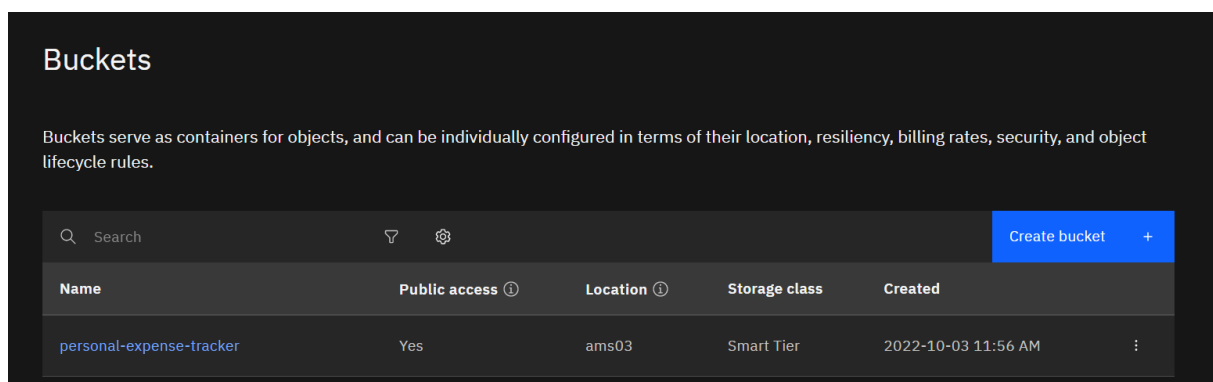 Buckets
Buckets serve as containers for objects, and can be individually configured in terms of their location, resiliency, billing rates, security, and object
lifecycle rules.
Search Create bucket +
Name Public access Location Storage class Created
personal-expense-tracker Yes ams03 Smart Tier 2022-10-03 11:56 AM